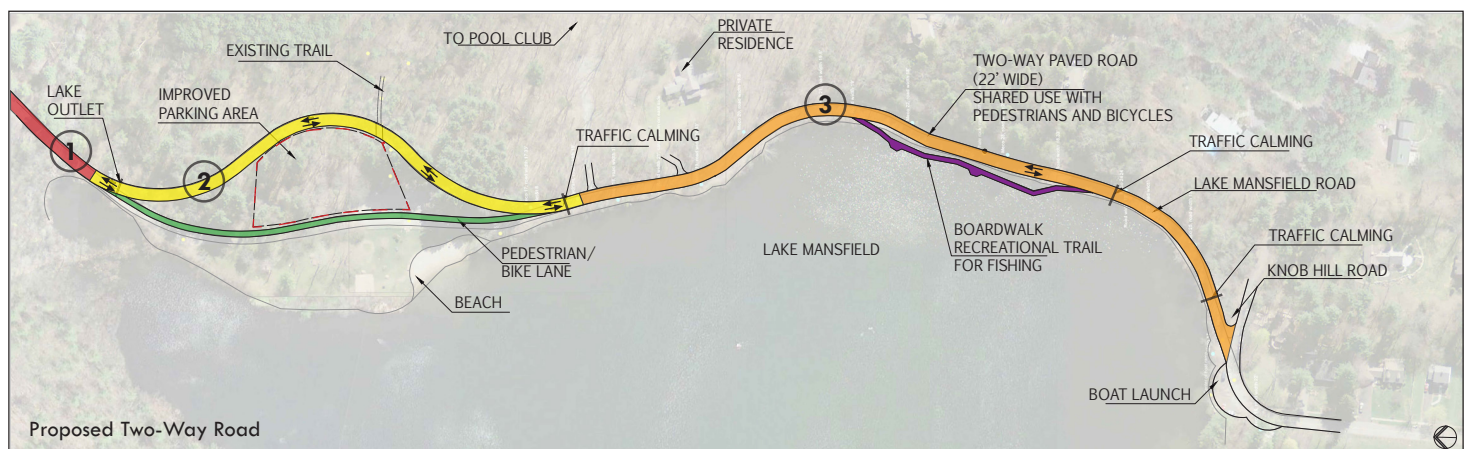 TO POOL CLUB
PRIVATE
RESIDENCE
EXISTING TRAIL
LAKE
OUTLET
IMPROVED
PARKING AREA
TWO-WAY PAVED ROAD
(22' WIDE)
SHARED USE WITH
PEDESTRIANS AND BICYCLES
1
2
3
TRAFFIC CALMING
TRAFFIC CALMING
LAKE MANSFIELD ROAD
TRAFFIC CALMING
KNOB HILL ROAD
PEDESTRIAN/
BIKE LANE
BEACH
LAKE MANSFIELD
BOARDWALK
RECREATIONAL TRAIL
FOR FISHING
BOAT LAUNCH
Proposed Two-Way Road